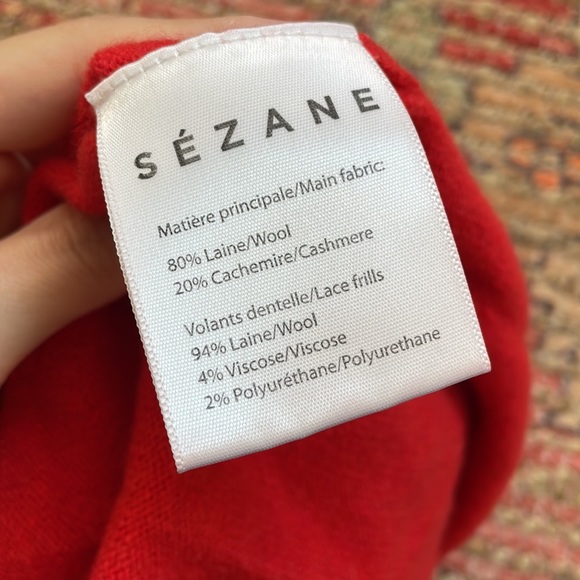 SÉZANE
Matière principale/Main fabric:
80% Laine/Wool
20% Cachemire/Cashmere
Volants dentelle/Lace frills
94% Laine/Wool
4% Viscose/Viscose
2% Polyuréthane/Polyurethane